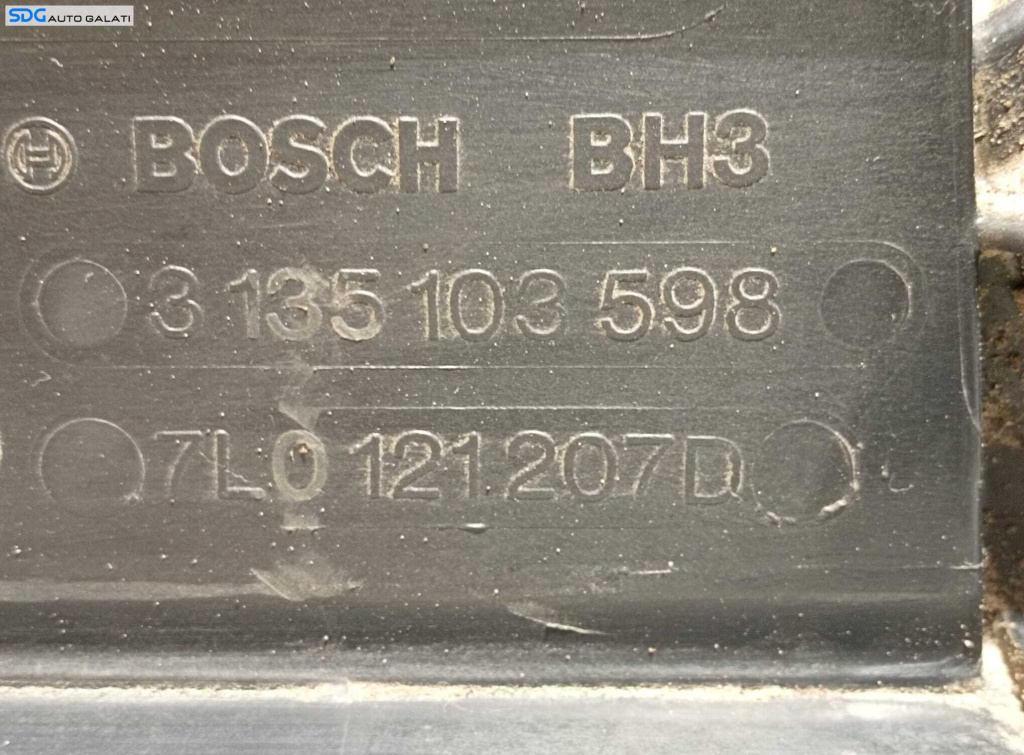 SDG AUTO GALATI
BOSCH BH3
3 135 103 598
7L0 121 207D